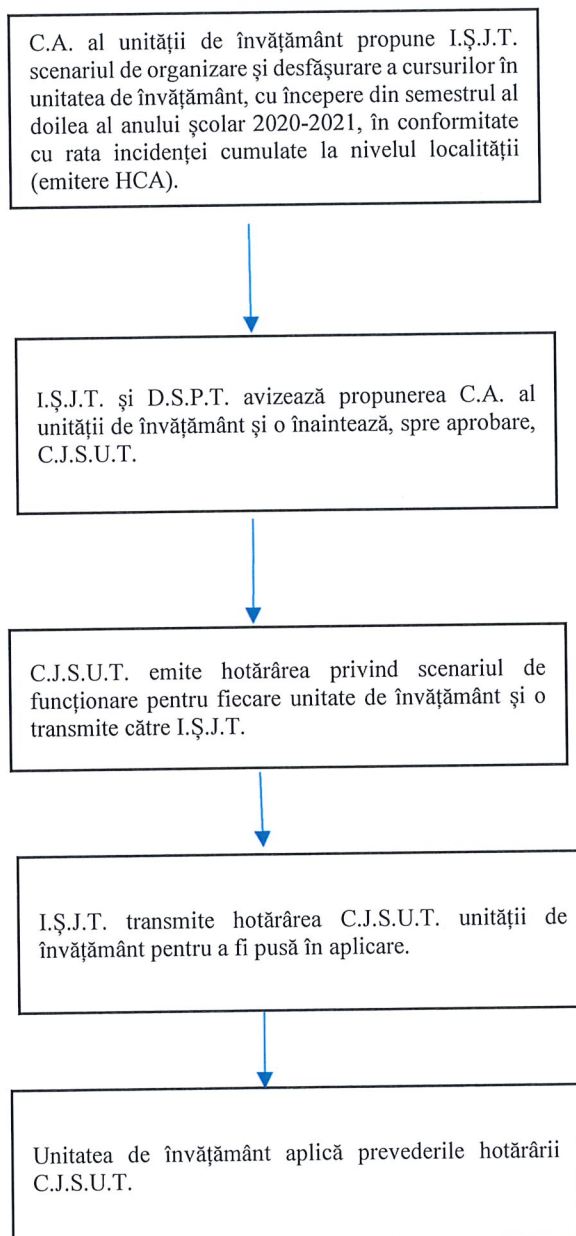 C.A. al unității de învățământ propune I.Ș.J.T.
scenariul de organizare și desfășurare a cursurilor în
unitatea de învățământ, cu începere din semestrul al
doilea al anului școlar 2020-2021, în conformitate
cu rata incidenței cumulate la nivelul localității
(emitere HCA).
I.Ș.J.T. și D.S.P.T. avizează propunerea C.A. al
unității de învățământ și o înaintează, spre aprobare,
C.J.S.U.T.
C.J.S.U.T. emite hotărârea privind scenariul de
funcționare pentru fiecare unitate de învățământ și o
transmite către I.Ș.J.T.
I.Ș.J.T. transmite hotărârea C.J.S.U.T. unității de
învățământ pentru a fi pusă în aplicare.
Unitatea de învățământ aplică prevederile hotărârii
C.J.S.U.T.